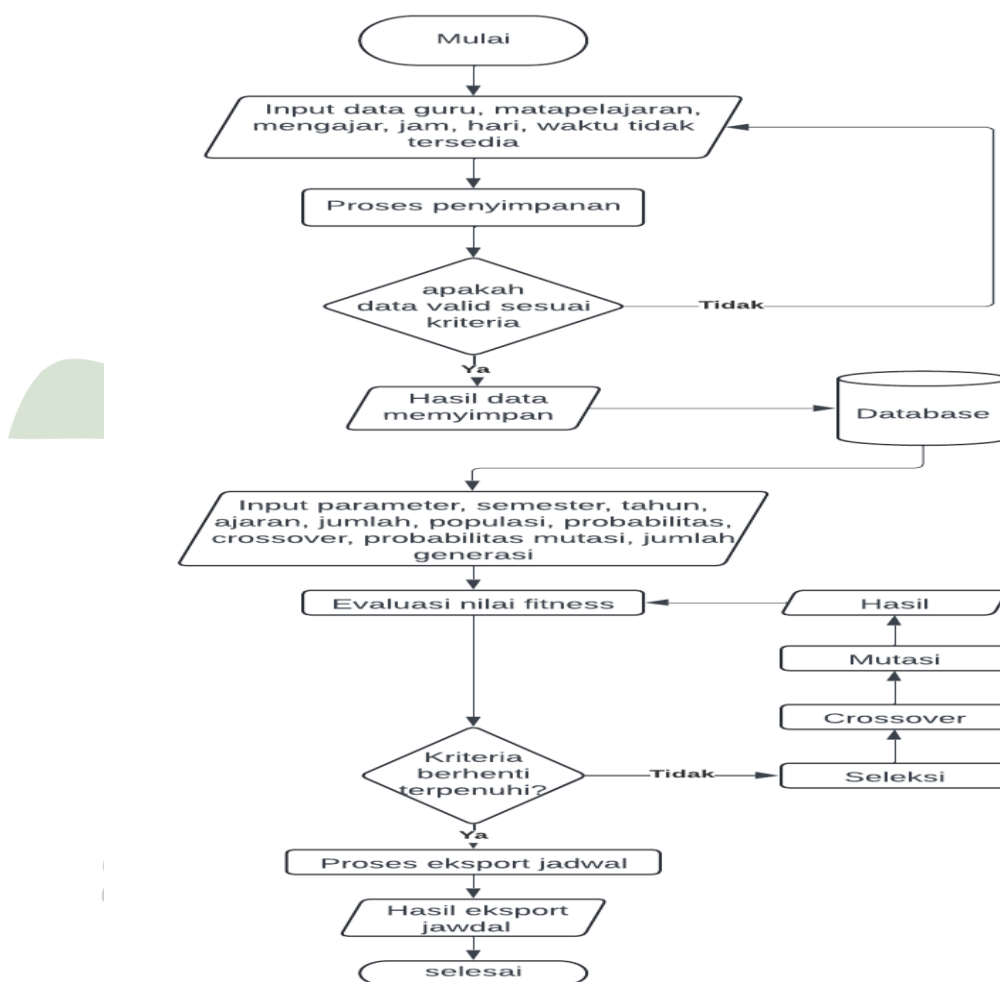 Mulai
Input data guru, matapelajaran,
mengajar, jam, hari, waktu tidak
tersedia
Proses penyimpanan
apakah
data valid sesuai
kriteria
Tidak
Ya
Hasil data
memyimpan
Database
Input parameter, semester, tahun,
ajaran, jumlah, populasi, probabilitas,
crossover, probabilitas mutasi, jumlah
generasi
Evaluasi nilai fitness
Hasil
Mutasi
Crossover
Seleksi
Kriteria
berhenti
terpenuhi?
Tidak
Ya
Proses eksport jadwal
Hasil eksport
jawdal
selesai